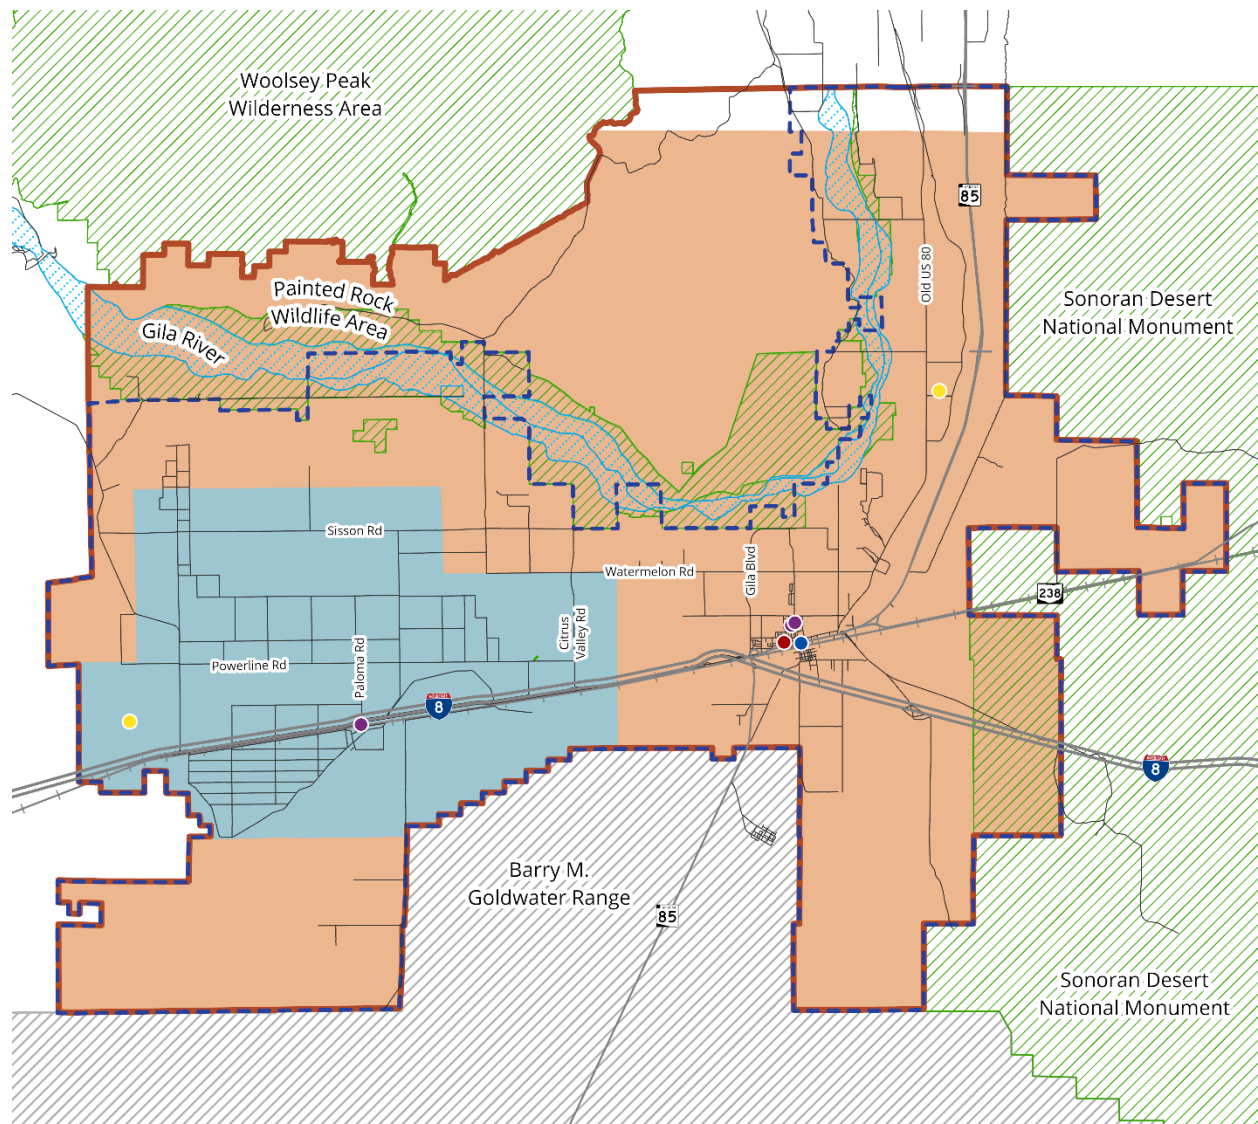 Woolsey Peak
Wilderness Area
85
Old US 80
Painted Rock
Wildlife Area
Gila River
Sonoran Desert
National Monument
Sisson Rd
Watermelon Rd
Gila Blvd
238
Citrus
Valley Rd
Powerline Rd
Paloma Rd
8
8
Barry M.
Goldwater Range
85
Sonoran Desert
National Monument